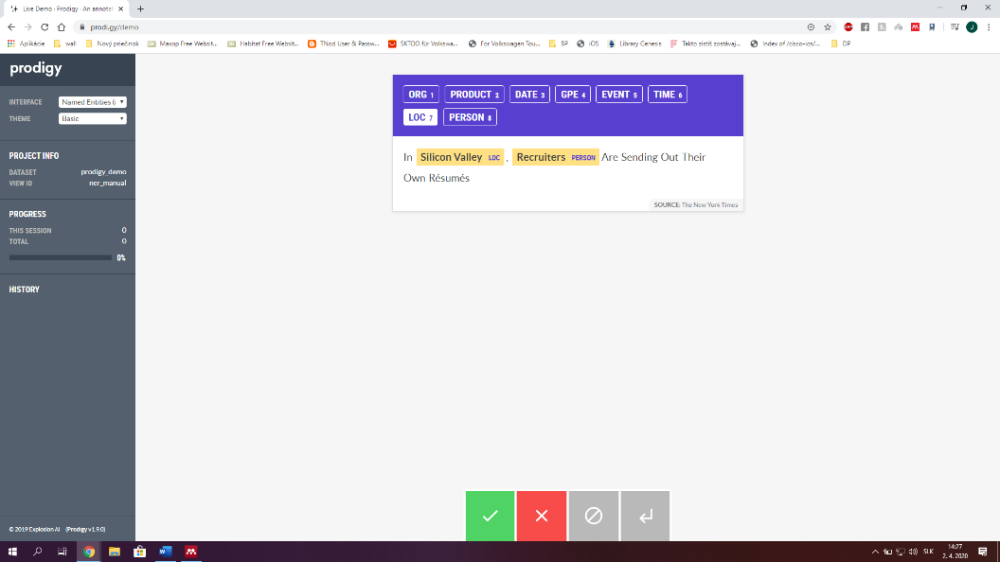 Live Demo · Prodigy · An annotat
prodi.gy/demo
Aplikácie
wall
Nový priečinok
Maxop Free Websit...
Habitat Free Websit...
TNod User & Passw...
SKTOO für Volkswa...
For Volkswagen Tou...
BP
iOS
Library Genesis
Takto zistíš zostávaj...
Index of /cisco-ios/...
DP
prodigy
INTERFACE Named Entities (
THEME Basic
PROJECT INFO
DATASET prodigy_demo
VIEW ID ner_manual
PROGRESS
THIS SESSION 0
TOTAL 0
0%
HISTORY
© 2019 Explosion AI (Prodigy v1.9.0)
ORG 1 PRODUCT 2 DATE 3 GPE 4 EVENT 5 TIME 6
LOC 7 PERSON 8
In Silicon Valley LOC , Recruiters PERSON Are Sending Out Their
Own Résumés
SOURCE: The New York Times
J
SLK
14:27
2. 4. 2020